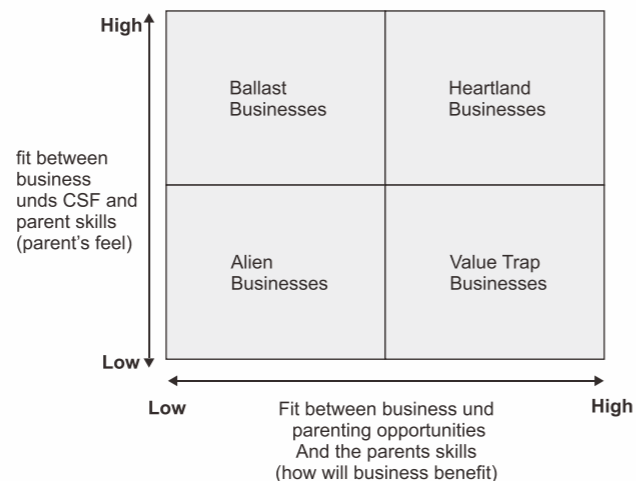 High
Ballast
Businesses
Heartland
Businesses
fit between
business
unds CSF and
parent skills
(parent's feel)
Alien
Businesses
Value Trap
Businesses
Low
Low
High
Fit between business und
parenting opportunities
And the parents skills
(how will business benefit)